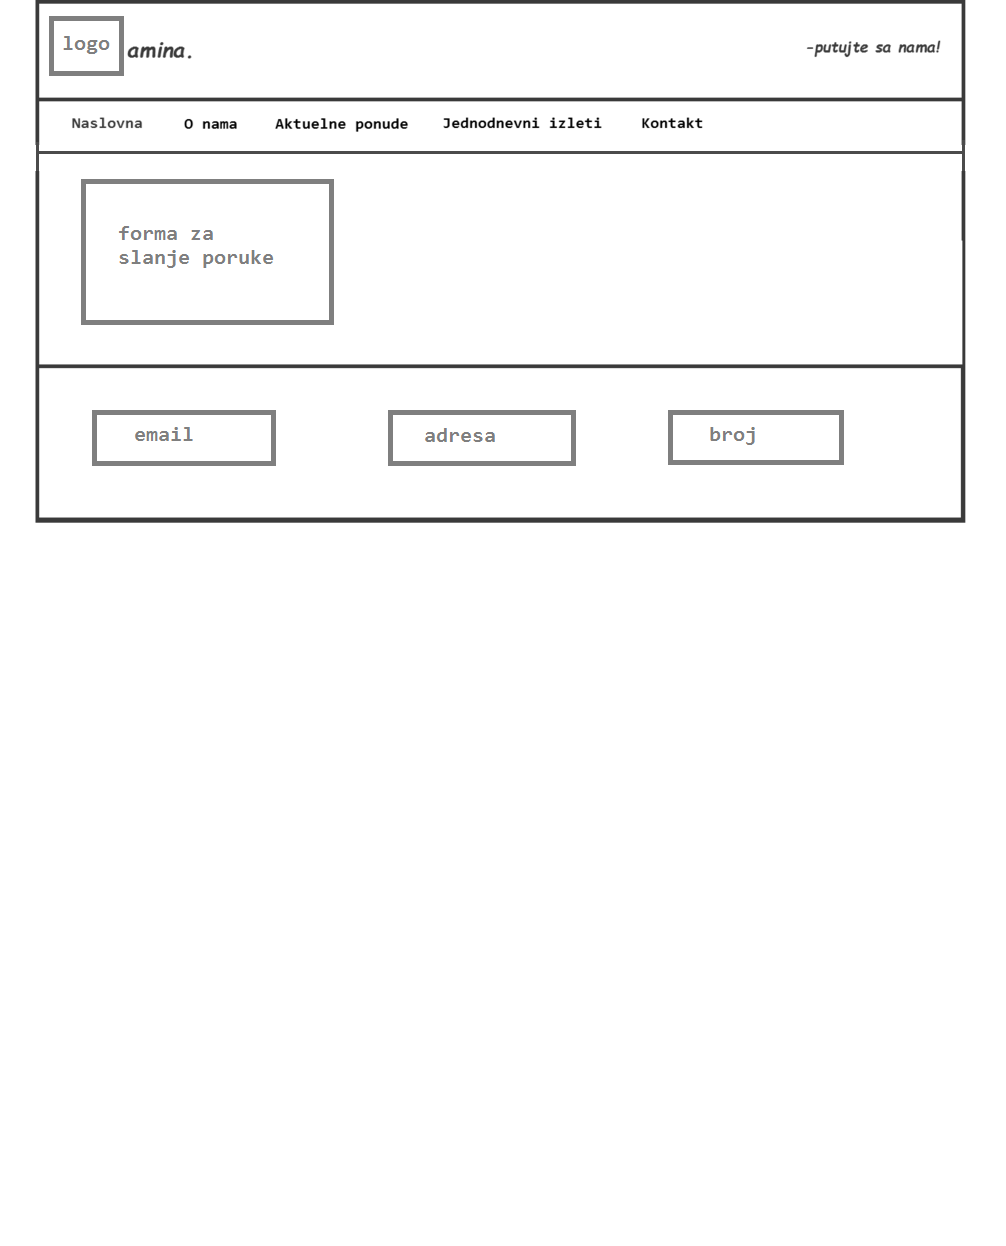 logo
amina.
-putujte sa nama!
Naslovna O nama Aktuelne ponude Jednodnevni izleti Kontakt
forma za
slanje poruke
email adresa broj